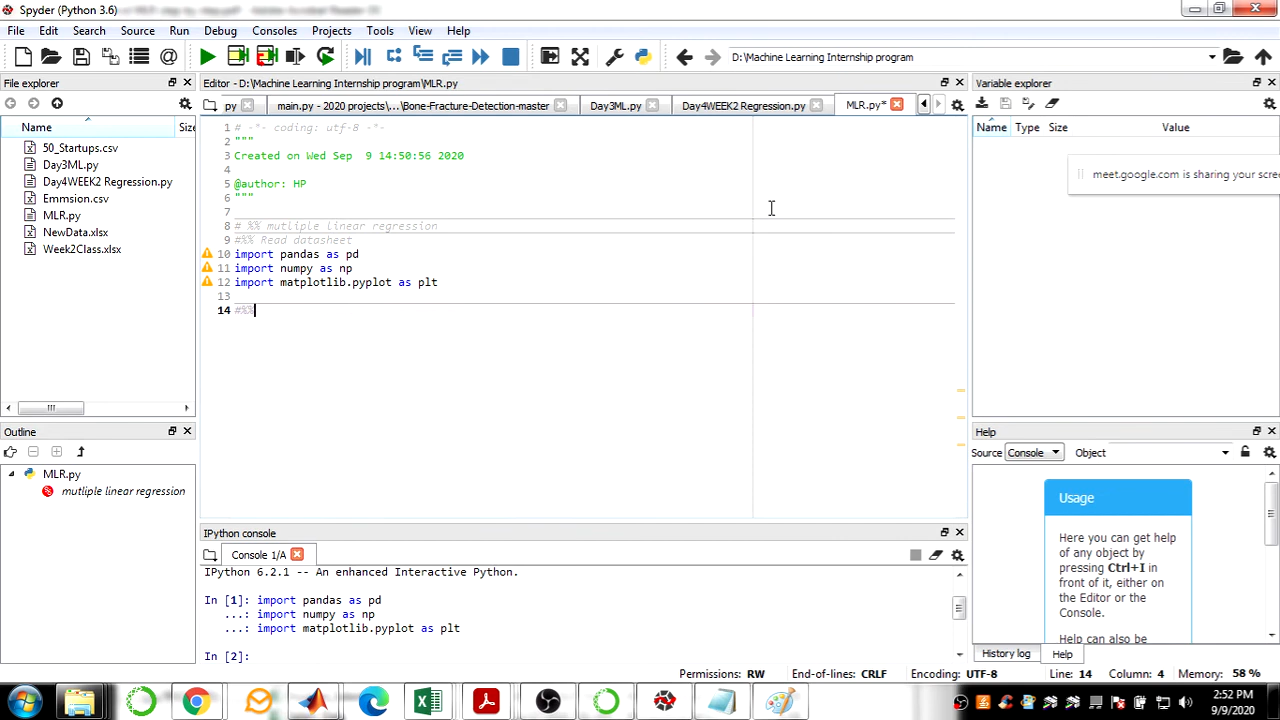 Spyder (Python 3.6)
File Edit Search Source Run Debug Consoles Projects Tools View Help
D:\Machine Learning Internship program
File explorer
Editor - D:\Machine Learning Internship program\MLR.py
Variable explorer
py
main.py - 2020 projects\...\Bone-Fracture-Detection-master
Day3ML.py
Day4WEEK2 Regression.py
MLR.py*
Name
Size
50_Startups.csv
Day3ML.py
Day4WEEK2 Regression.py
Emmsion.csv
MLR.py
NewData.xlsx
Week2Class.xlsx
1 # -*- coding: utf-8 -*-
2 """
3 Created on Wed Sep  9 14:50:56 2020
4
5 @author: HP
6 """
7
8 # %% mutliple linear regression
9 #%% Read datasheet
10 import pandas as pd
11 import numpy as np
12 import matplotlib.pyplot as plt
13
14 #%%
Name Type Size Value
meet.google.com is sharing your scre
Outline
MLR.py
mutliple linear regression
Help
Source Console Object
Usage
Here you can get help
of any object by
pressing Ctrl+I in
front of it, either on
the Editor or the
Console.
Help can also be
History log Help
IPython console
Console 1/A
IPython 6.2.1 -- An enhanced Interactive Python.
In [1]: import pandas as pd
...: import numpy as np
...: import matplotlib.pyplot as plt
In [2]:
Permissions: RW End-of-lines: CRLF Encoding: UTF-8 Line: 14 Column: 4 Memory: 58 %
2:52 PM
9/9/2020